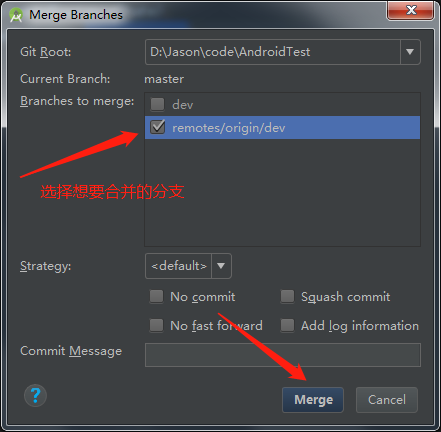 Merge Branches
Git Root: D:\Jason\code\AndroidTest
Current Branch: master
Branches to merge: dev
remotes/origin/dev
选择想要合并的分支
Strategy: <default>
No commit Squash commit
No fast forward Add log information
Commit Message
? Merge Cancel